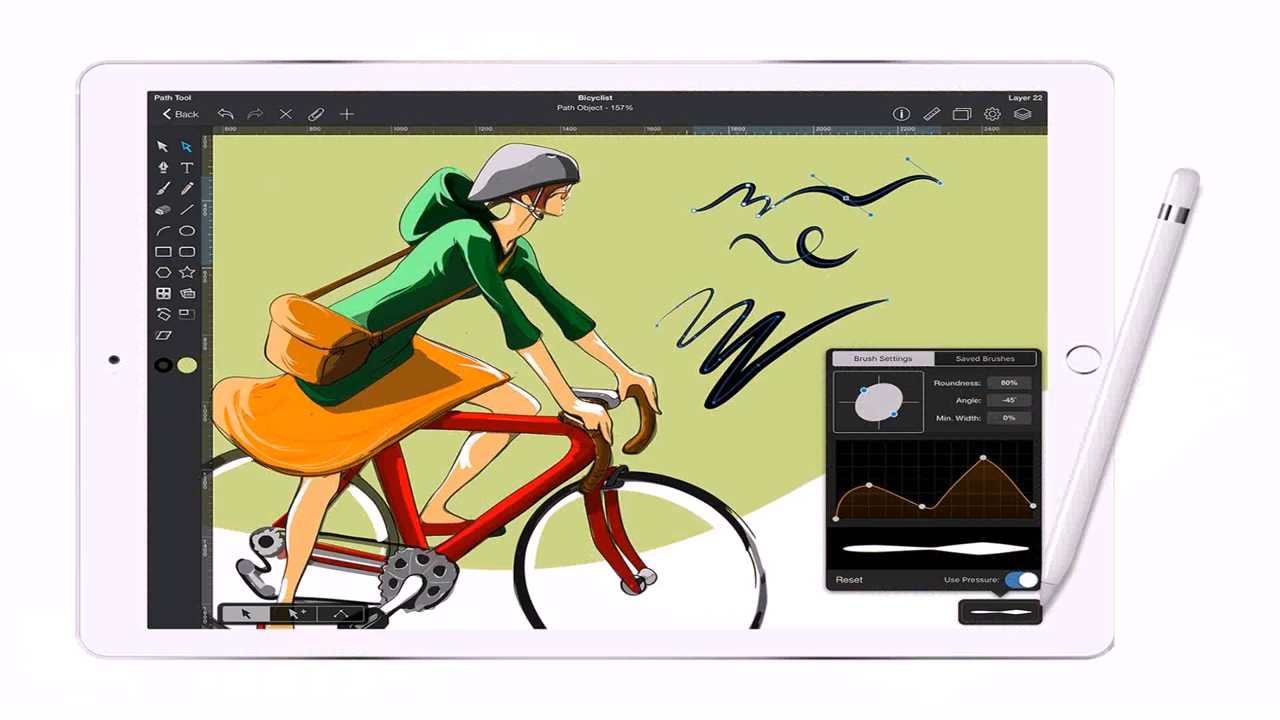 Path Tool
Bicyclist
Layer 22
Back
Path Object - 157%
600 800 1000 1200 1400 1600 1800 2000 2200 2400
T
Brush Settings
Saved Brushes
Roundness: 80%
Angle: -45°
Min. Width: 0%
Reset
Use Pressure: